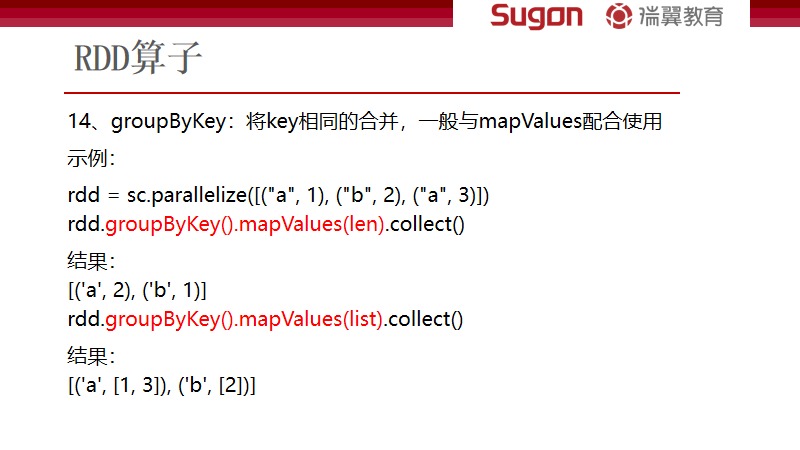 Sugon 瑞翼教育
RDD算子
14、groupByKey：将key相同的合并，一般与mapValues配合使用
示例：
rdd = sc.parallelize([("a", 1), ("b", 2), ("a", 3)])
rdd.groupByKey().mapValues(len).collect()
结果：
[('a', 2), ('b', 1)]
rdd.groupByKey().mapValues(list).collect()
结果：
[('a', [1, 3]), ('b', [2])]